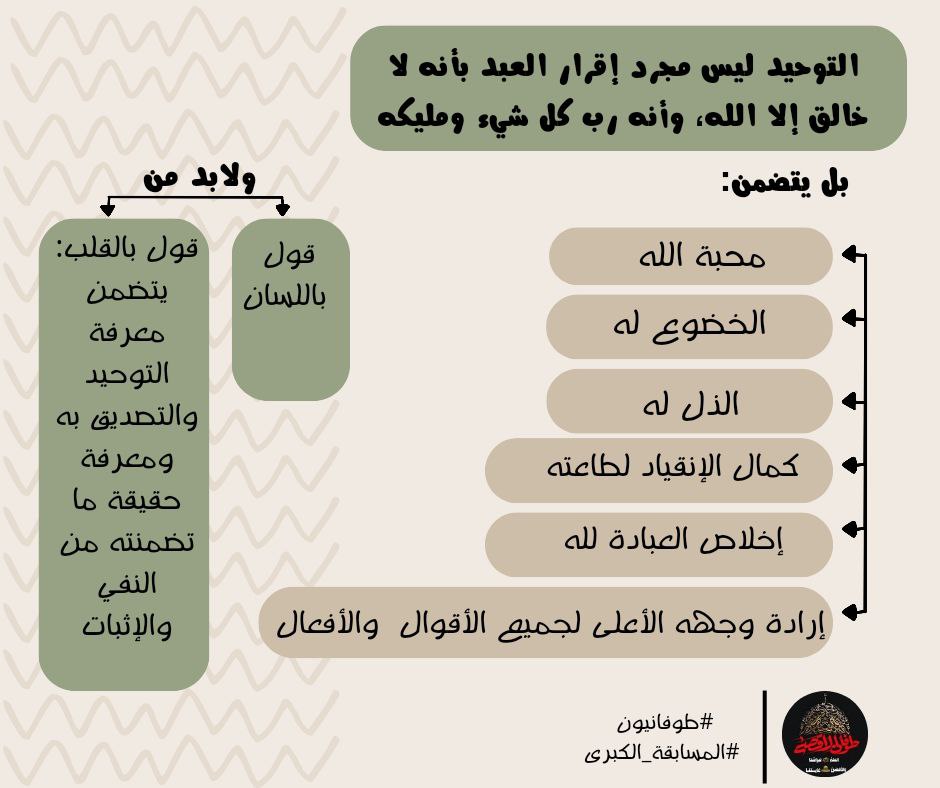 التوحيد ليس مجرد إقرار العبد بأنه لا
خالق إلا الله، وأنه رب كل شيء ومليكه
بل يتضمن:
محبة الله
الخضوع له
الذل له
كمال الإنقياد لطاعته
إخلاص العبادة لله
إرادة وجهه الأعلى لجميع الأقوال والأفعال
ولابد من
قول
باللسان
قول بالقلب:
يتضمن
معرفة
التوحيد
والتصديق به
ومعرفة
حقيقة ما
تضمنته من
النفي
والإثبات
#طوفانيون
#المسابقة_الكبرى